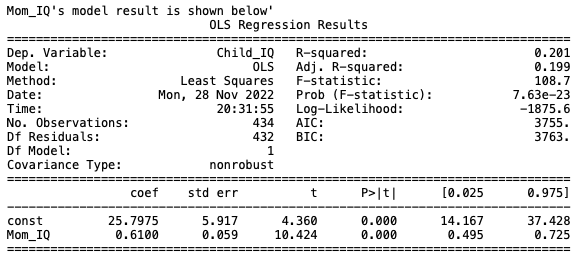 Mom_IQ's model result is shown below'
OLS Regression Results
==============================================================================
Dep. Variable: Child_IQ R-squared: 0.201
Model: OLS Adj. R-squared: 0.199
Method: Least Squares F-statistic: 108.7
Date: Mon, 28 Nov 2022 Prob (F-statistic): 7.63e-23
Time: 20:31:55 Log-Likelihood: -1875.6
No. Observations: 434 AIC: 3755.
Df Residuals: 432 BIC: 3763.
Df Model: 1
Covariance Type: nonrobust
==============================================================================
coef std err t P>|t| [0.025 0.975]
------------------------------------------------------------------------------
const 25.7975 5.917 4.360 0.000 14.167 37.428
Mom_IQ 0.6100 0.059 10.424 0.000 0.495 0.725
==============================================================================